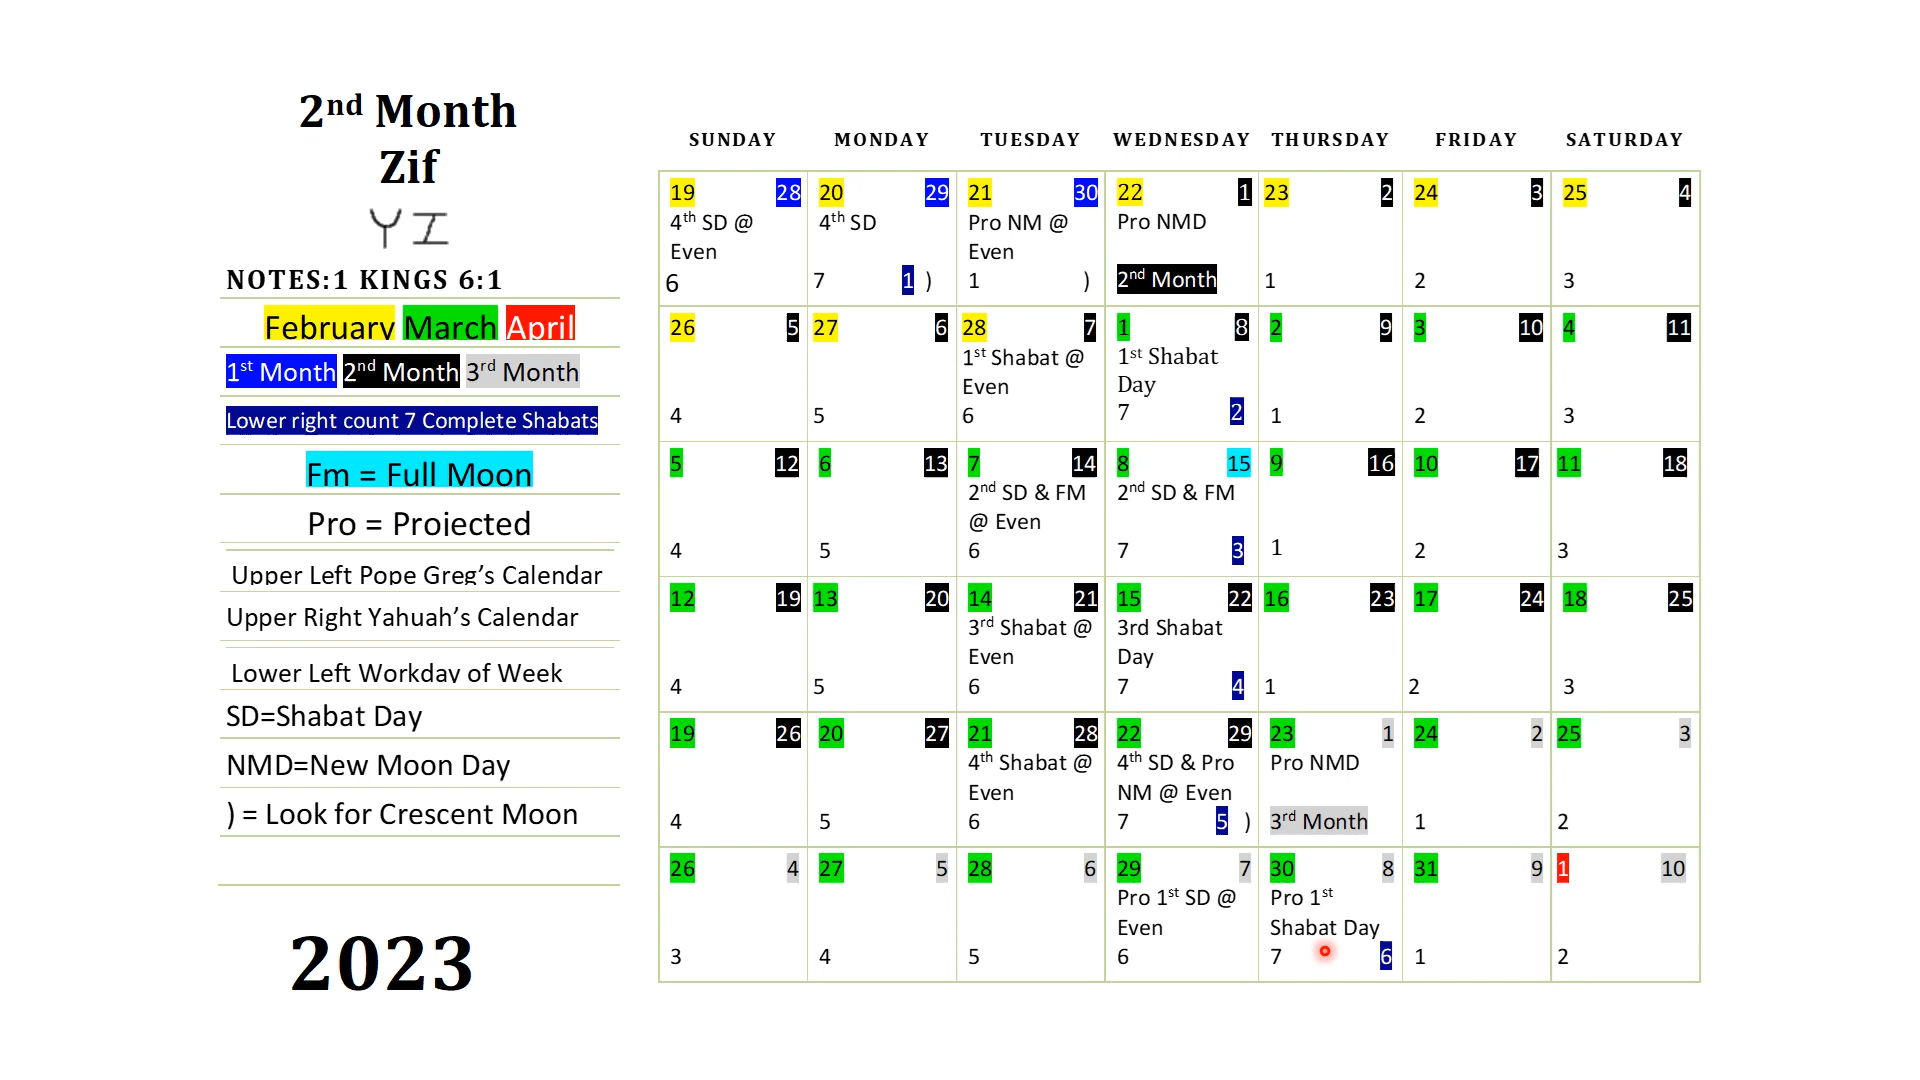 2nd Month
Zif
NOTES:1 KINGS 6:1
February March April
1st Month 2nd Month 3rd Month
Lower right count 7 Complete Shabats
Fm = Full Moon
Pro = Projected
Upper Left Pope Greg’s Calendar
Upper Right Yahuah’s Calendar
Lower Left Workday of Week
SD=Shabat Day
NMD=New Moon Day
) = Look for Crescent Moon
2023
SUNDAY MONDAY TUESDAY WEDNESDAY THURSDAY FRIDAY SATURDAY
19 28 20 29 21 30 22 1 23 2 24 3 25 4
4th SD @ 4th SD Pro NM @ Pro NMD
Even Even
6 7 1 ) 1 ) 2nd Month 1 2 3
26 5 27 6 28 7 1 8 2 9 3 10 4 11
1st Shabat @ 1st Shabat
Even Day
4 5 6 7 2 1 2 3
5 12 6 13 7 14 8 15 9 16 10 17 11 18
2nd SD & FM 2nd SD & FM
@ Even
4 5 6 7 3 1 2 3
12 19 13 20 14 21 15 22 16 23 17 24 18 25
3rd Shabat @ 3rd Shabat
Even Day
4 5 6 7 4 1 2 3
19 26 20 27 21 28 22 29 23 1 24 2 25 3
4th Shabat @ 4th SD & Pro Pro NMD
Even NM @ Even
4 5 6 7 5 ) 3rd Month 1 2
26 4 27 5 28 6 29 7 30 8 31 9 1 10
Pro 1st SD @ Pro 1st
Even Shabat Day
3 4 5 6 7 6 1 2